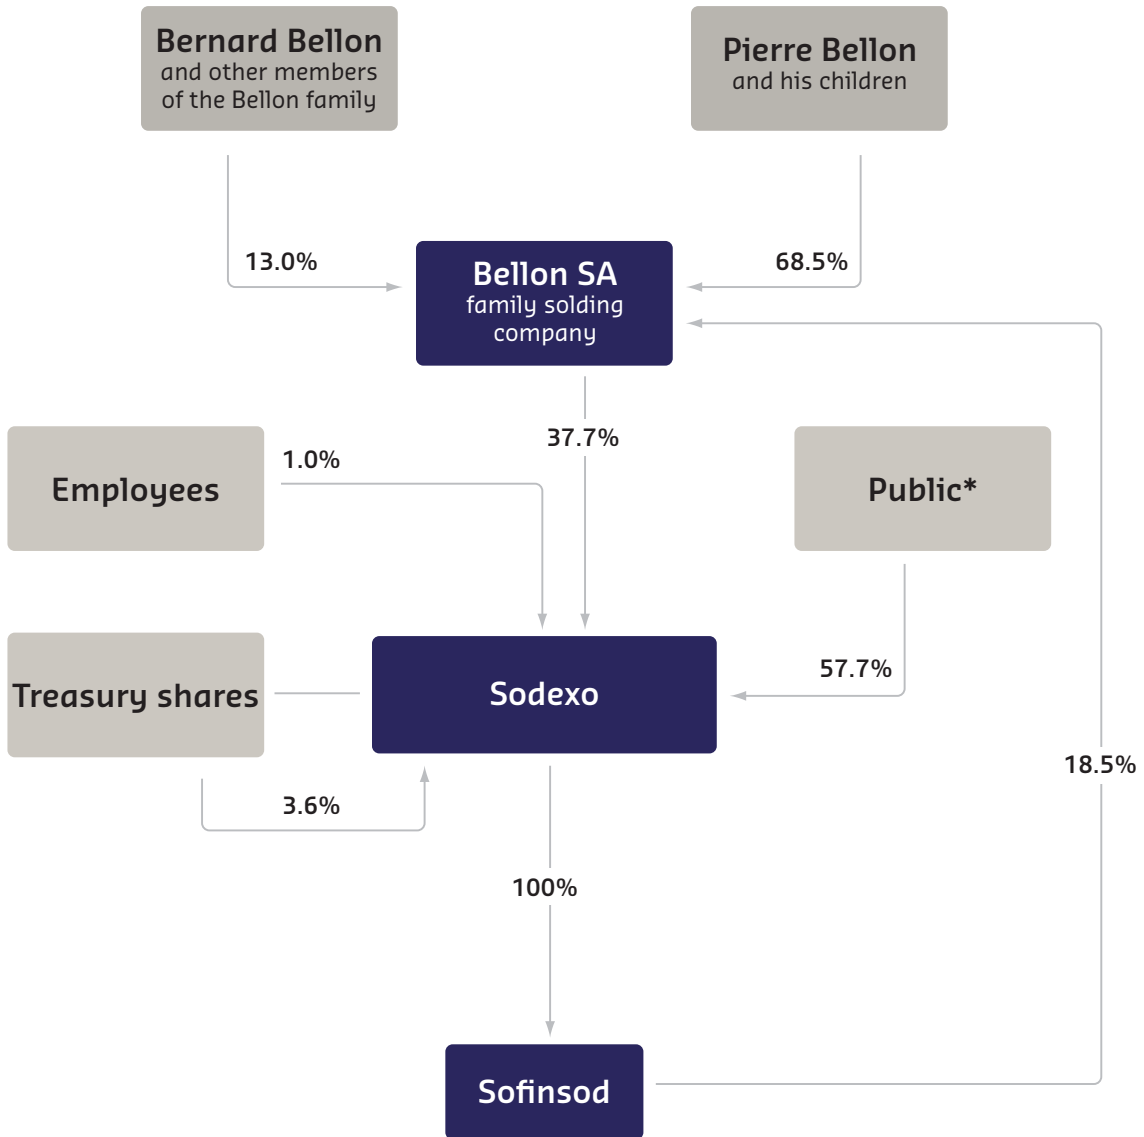 Bernard Bellon
and other members
of the Bellon family
Pierre Bellon
and his children
13.0%
Bellon SA
family solding
company
68.5%
37.7%
Employees
1.0%
Public*
Treasury shares
Sodexo
57.7%
18.5%
3.6%
100%
Sofinsod